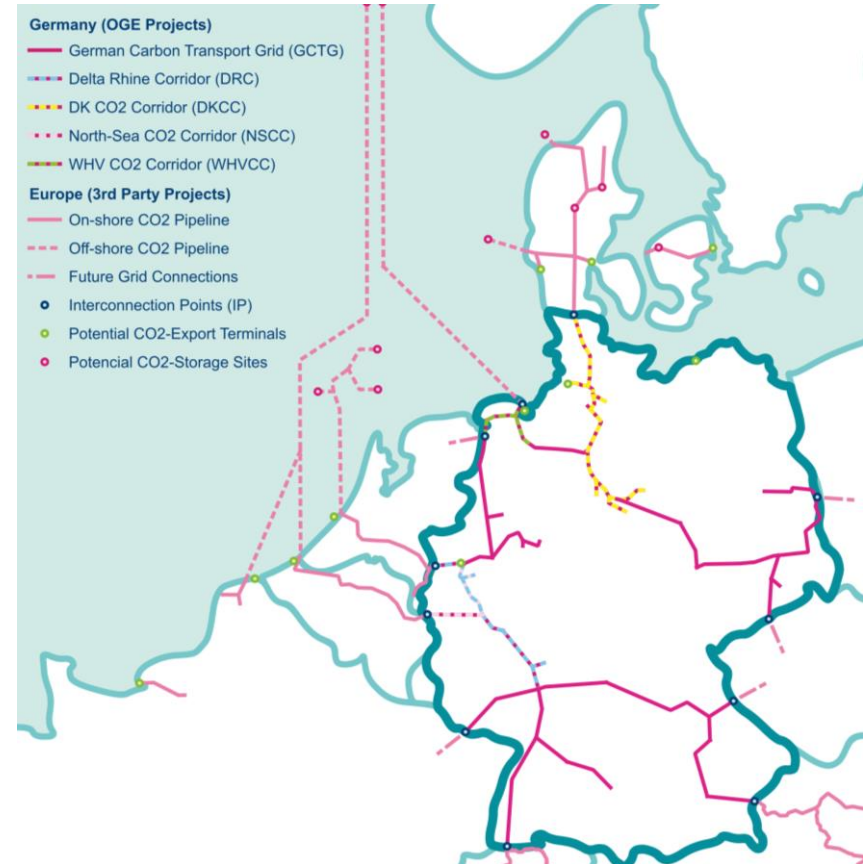 Germany (OGE Projects)
German Carbon Transport Grid (GCTG)
Delta Rhine Corridor (DRC)
DK CO2 Corridor (DKCC)
North-Sea CO2 Corridor (NSCC)
WHV CO2 Corridor (WHVCC)
Europe (3rd Party Projects)
On-shore CO2 Pipeline
Off-shore CO2 Pipeline
Future Grid Connections
Interconnection Points (IP)
Potential CO2-Export Terminals
Potencial CO2-Storage Sites